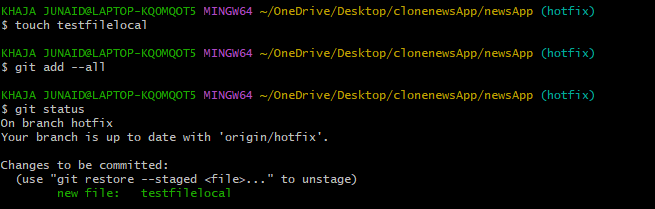 KHAJA JUNAID@LAPTOP-KQOMQOT5 MINGW64 ~/OneDrive/Desktop/clonenewsApp/newsApp (hotfix)
$ touch testfilelocal
KHAJA JUNAID@LAPTOP-KQOMQOT5 MINGW64 ~/OneDrive/Desktop/clonenewsApp/newsApp (hotfix)
$ git add --all
KHAJA JUNAID@LAPTOP-KQOMQOT5 MINGW64 ~/OneDrive/Desktop/clonenewsApp/newsApp (hotfix)
$ git status
On branch hotfix
Your branch is up to date with 'origin/hotfix'.
Changes to be committed:
(use "git restore --staged <file>..." to unstage)
new file:   testfilelocal